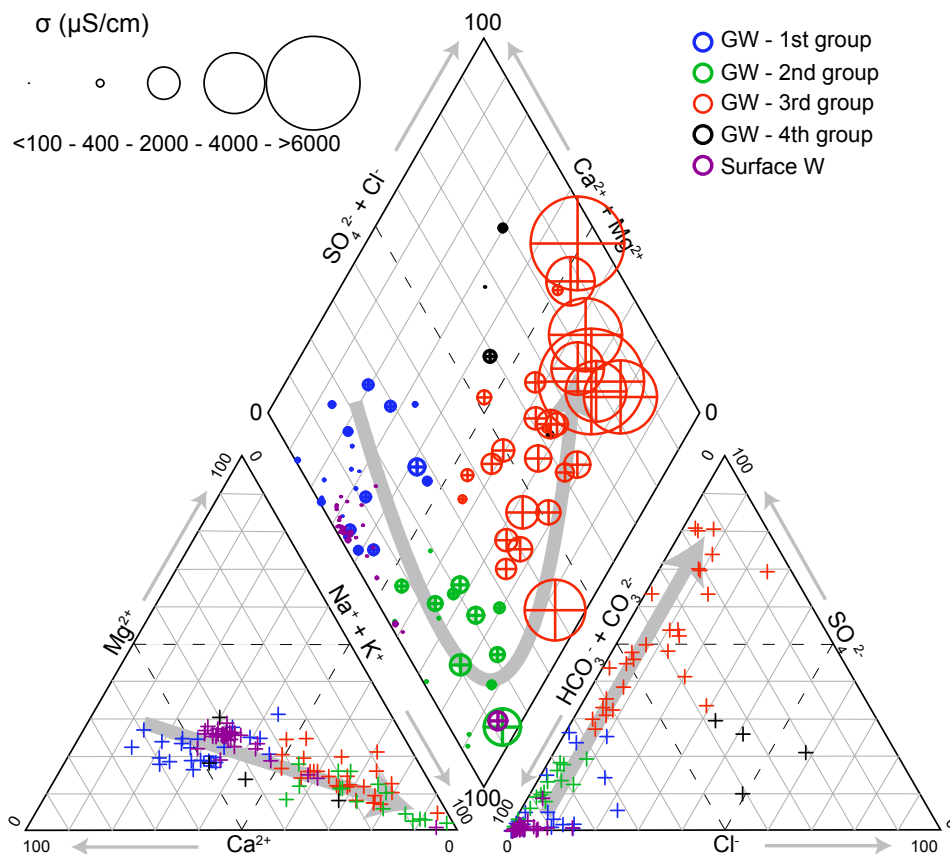 σ (µS/cm)
<100 - 400 - 2000 - 4000 - >6000
100
GW - 1st group
GW - 2nd group
GW - 3rd group
GW - 4th group
Surface W
SO₄²⁻ + Cl⁻
Ca²⁺ + Mg²⁺
0
0
100
0
0
100
Mg²⁺
Na⁺ + K⁺
HCO₃⁻ + CO₃²⁻
SO₄²⁻
100
0
100
100
0
100
Ca²⁺
0
0
Cl⁻
100